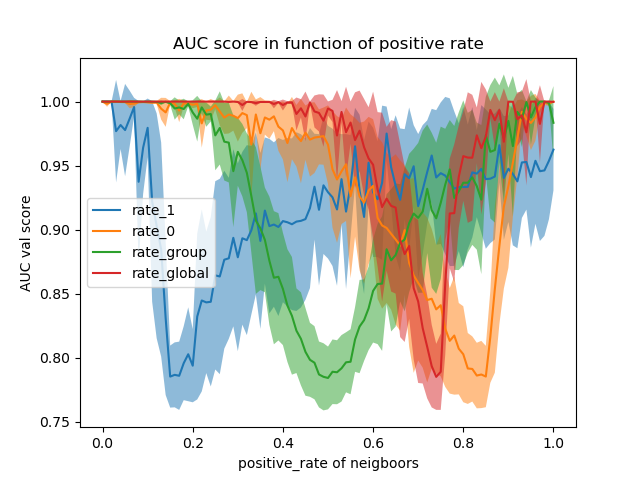 AUC score in function of positive rate
1.00
0.95
0.90
0.85
0.80
0.75
AUC val score
rate_1
rate_0
rate_group
rate_global
0.0 0.2 0.4 0.6 0.8 1.0
positive_rate of neigboors